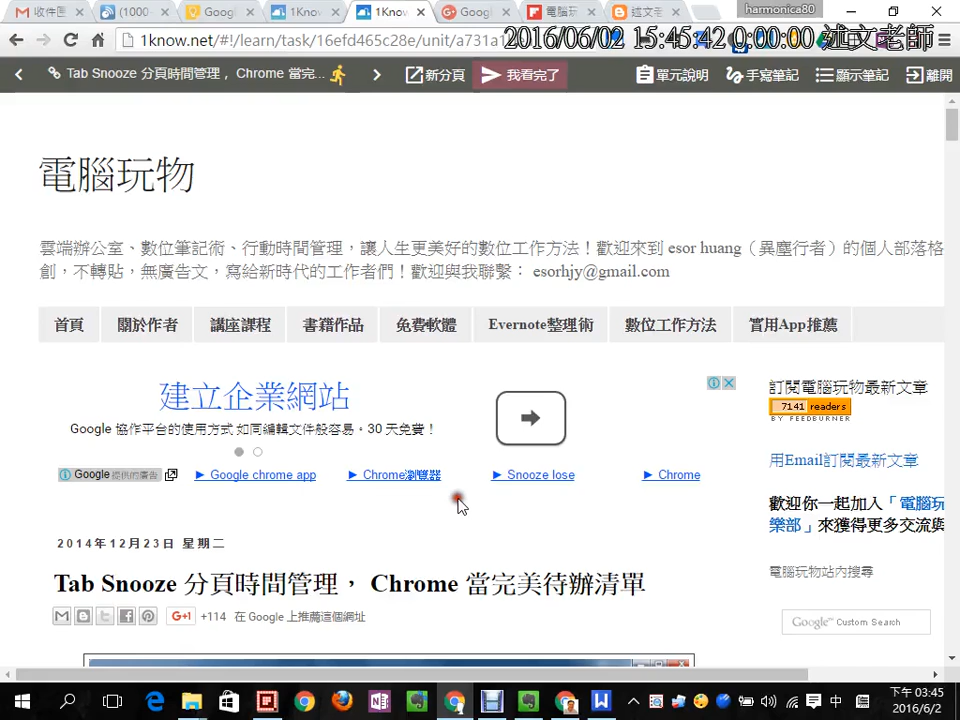 收件匣
(1000
Google
1Know
1Know
Google
電腦玩
述文老
harmonica80
1know.net/#!/learn/task/16efd465c28e/unit/a731a1
2016/06/02 15:45:42 0:00:00 述文老師
Tab Snooze 分頁時間管理， Chrome 當完...
新分頁
我看完了
單元說明
手寫筆記
顯示筆記
離開
電腦玩物
雲端辦公室、數位筆記術、行動時間管理，讓人生更美好的數位工作方法！歡迎來到 esor huang（異塵行者）的個人部落格
創，不轉貼，無廣告文，寫給新時代的工作者們！歡迎與我聯繫： esorhjy@gmail.com
首頁
關於作者
講座課程
書籍作品
免費軟體
Evernote整理術
數位工作方法
實用App推薦
建立企業網站
Google 協作平台的使用方式 如同編輯文件般容易。30 天免費！
Google 提供的廣告
► Google chrome app
► Chrome瀏覽器
► Snooze lose
► Chrome
訂閱電腦玩物最新文章
7141 readers
BY FEEDBURNER
用Email訂閱最新文章
歡迎你一起加入「電腦玩
樂部」來獲得更多交流與
電腦玩物站內搜尋
Google™ Custom Search
2014年12月23日 星期二
Tab Snooze 分頁時間管理， Chrome 當完美待辦清單
G+1 +114 在 Google 上推薦這個網址
中
下午 03:45
2016/6/2